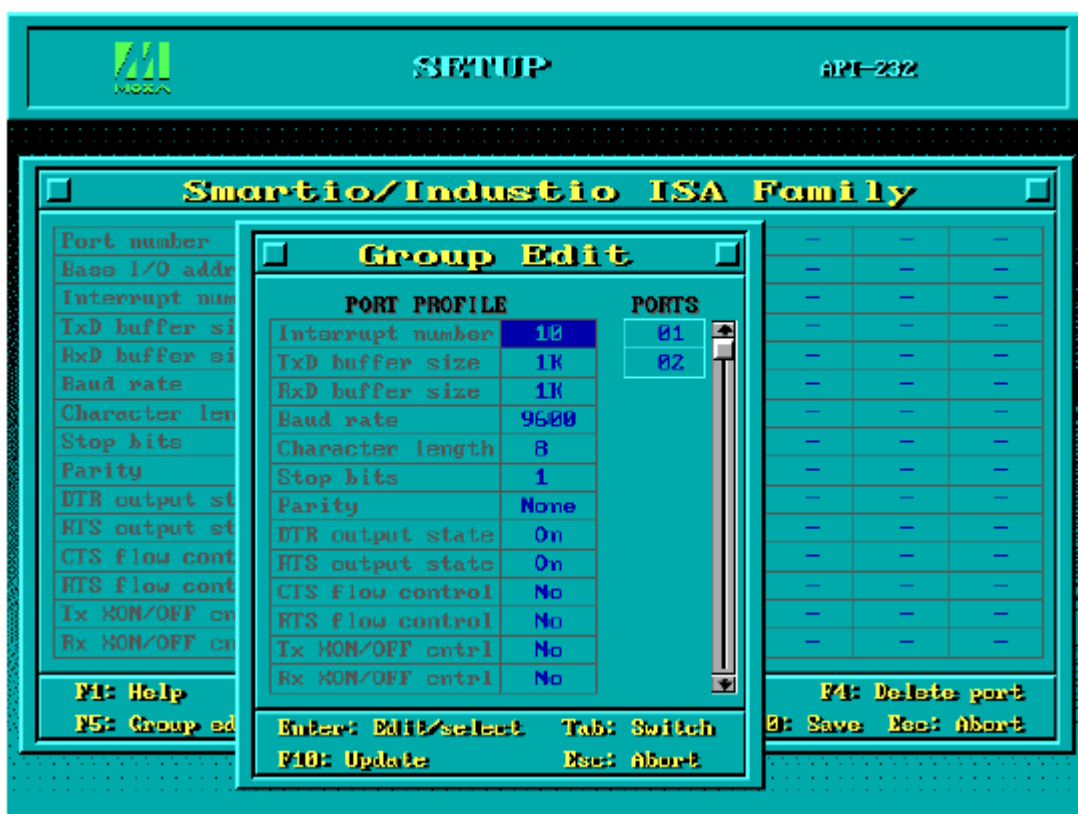 MOXA
SETUP
API-232
Smartio/Industio ISA Family
Port number – – –
Base I/O addr – – –
Interrupt num – – –
TxD buffer si – – –
RxD buffer si – – –
Baud rate – – –
Character len – – –
Stop bits – – –
Parity – – –
DTR output st – – –
RTS output st – – –
CTS flow cont – – –
RTS flow cont – – –
Tx XON/OFF cn – – –
Rx XON/OFF cn – – –
F1: Help
F4: Delete port
F5: Group ed
0: Save Esc: Abort
Group Edit
PORT PROFILE PORTS
Interrupt number 10 01
TxD buffer size 1K 02
RxD buffer size 1K
Baud rate 9600
Character length 8
Stop bits 1
Parity None
DTR output state On
RTS output state On
CTS flow control No
RTS flow control No
Tx XON/OFF cntrl No
Rx XON/OFF cntrl No
Enter: Edit/select Tab: Switch
F10: Update Esc: Abort